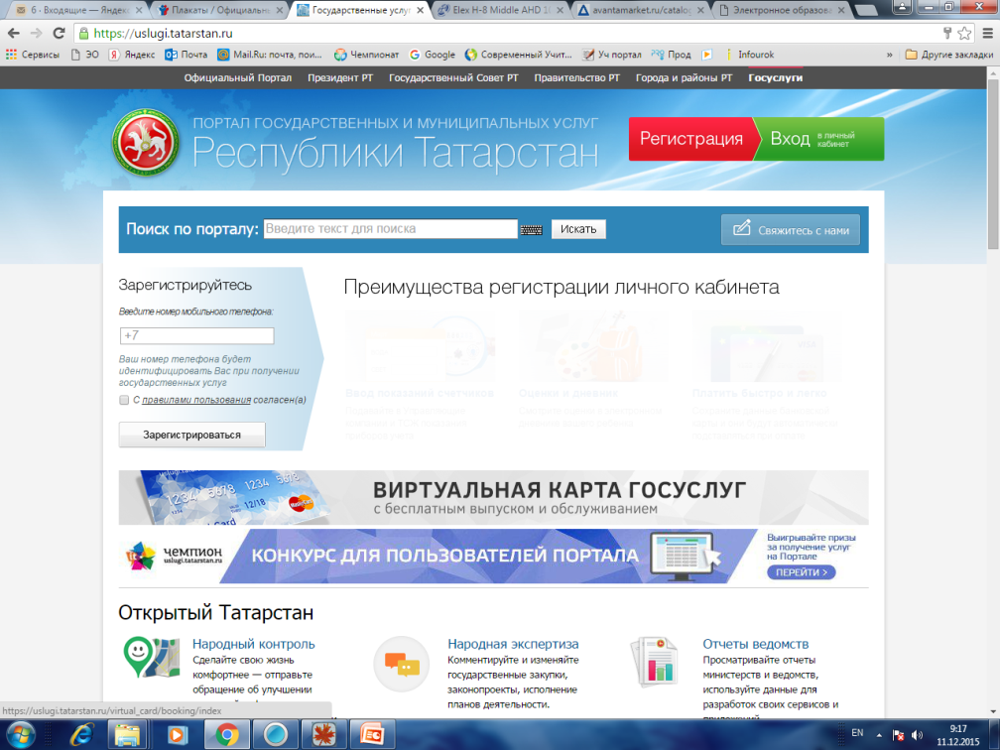 6 · Входящие — Яндек
Плакаты / Официальн
Государственные услуг
Elex H-8 Middle AHD 10
avantamarket.ru/catalog
Электронное образова
https://uslugi.tatarstan.ru
Сервисы ЭО Яндекс Почта Mail.Ru: почта, пои... Чемпионат Google Современный Учит... Уч портал Прод Infourok » Другие закладки
Официальный Портал Президент РТ Государственный Совет РТ Правительство РТ Города и районы РТ Госуслуги
ПОРТАЛ ГОСУДАРСТВЕННЫХ И МУНИЦИПАЛЬНЫХ УСЛУГ
Республики Татарстан
Регистрация
Вход в личный
кабинет
Поиск по порталу: Введите текст для поиска Искать Свяжитесь с нами
Зарегистрируйтесь
Введите номер мобильного телефона:
+7
Ваш номер телефона будет
идентифицировать Вас при получении
государственных услуг
С правилами пользования согласен(а)
Зарегистрироваться
Преимущества регистрации личного кабинета
Ввод показаний счетчиков
Оценки и дневник
Платить быстро и легко
1234 5678 1234 5678
12/18
MasterCard
ВИРТУАЛЬНАЯ КАРТА ГОСУСЛУГ
с бесплатным выпуском и обслуживанием
чемпион
uslugi.tatarstan.ru
КОНКУРС ДЛЯ ПОЛЬЗОВАТЕЛЕЙ ПОРТАЛА
Выигрывайте призы
за получение услуг
на Портале
ПЕРЕЙТИ >
Открытый Татарстан
Народный контроль
Сделайте свою жизнь
комфортнее — отправьте
обращение об улучшении
Народная экспертиза
Комментируйте и изменяйте
государственные закупки,
законопроекты, исполнение
планов деятельности.
Отчеты ведомств
Просматривайте отчеты
министерств и ведомств,
используйте данные для
разработок своих сервисов и
приложений.
https://uslugi.tatarstan.ru/virtual_card/booking/index
EN
9:17
11.12.2015